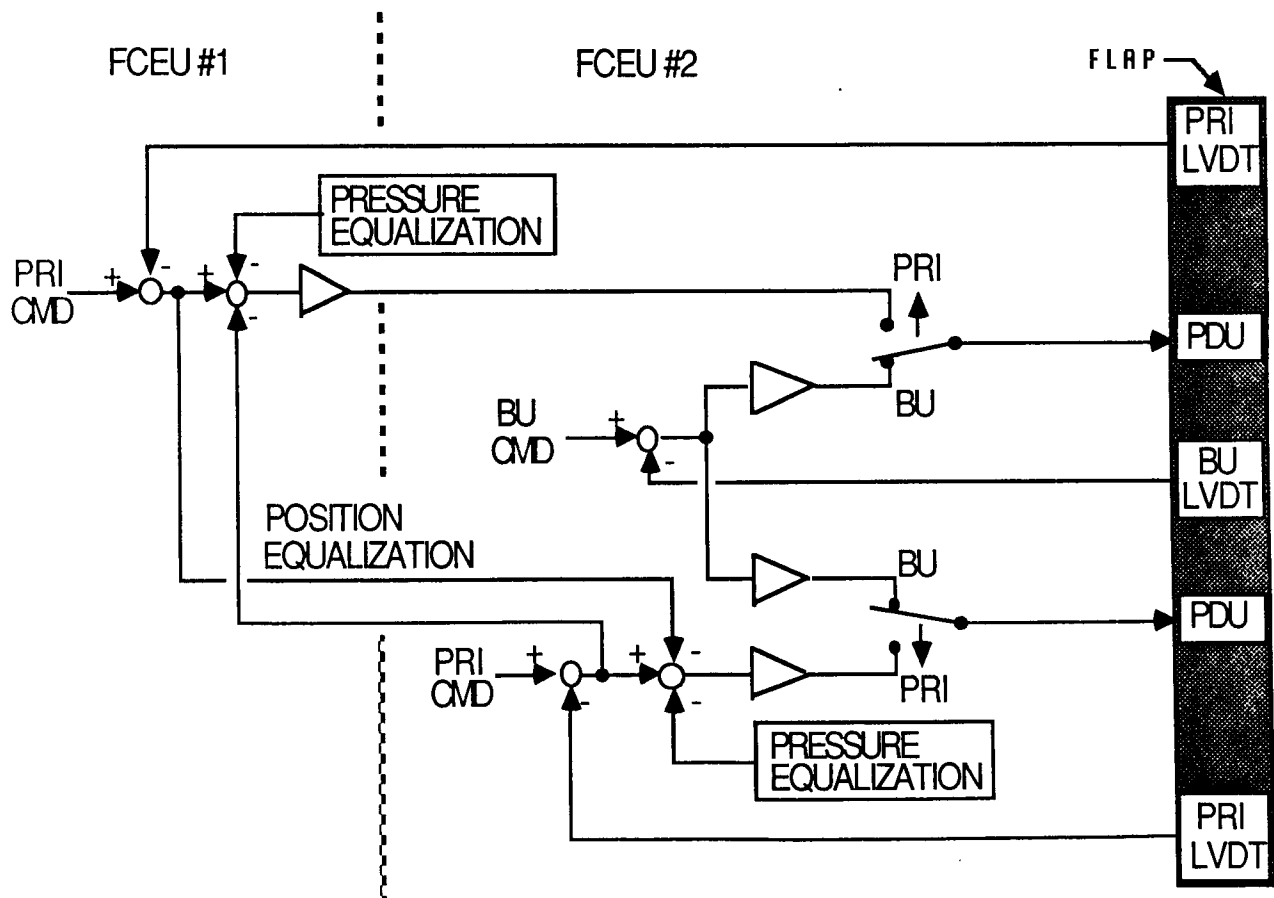 FCEU #1
FCEU #2
FLAP
PRI
LVDT
PRESSURE
EQUALIZATION
PRI
CMD
+
-
+
-
-
PRI
PDU
BU
BU
CMD
+
-
BU
LVDT
POSITION
EQUALIZATION
BU
PDU
PRI
CMD
+
-
+
-
-
PRI
PRESSURE
EQUALIZATION
PRI
LVDT